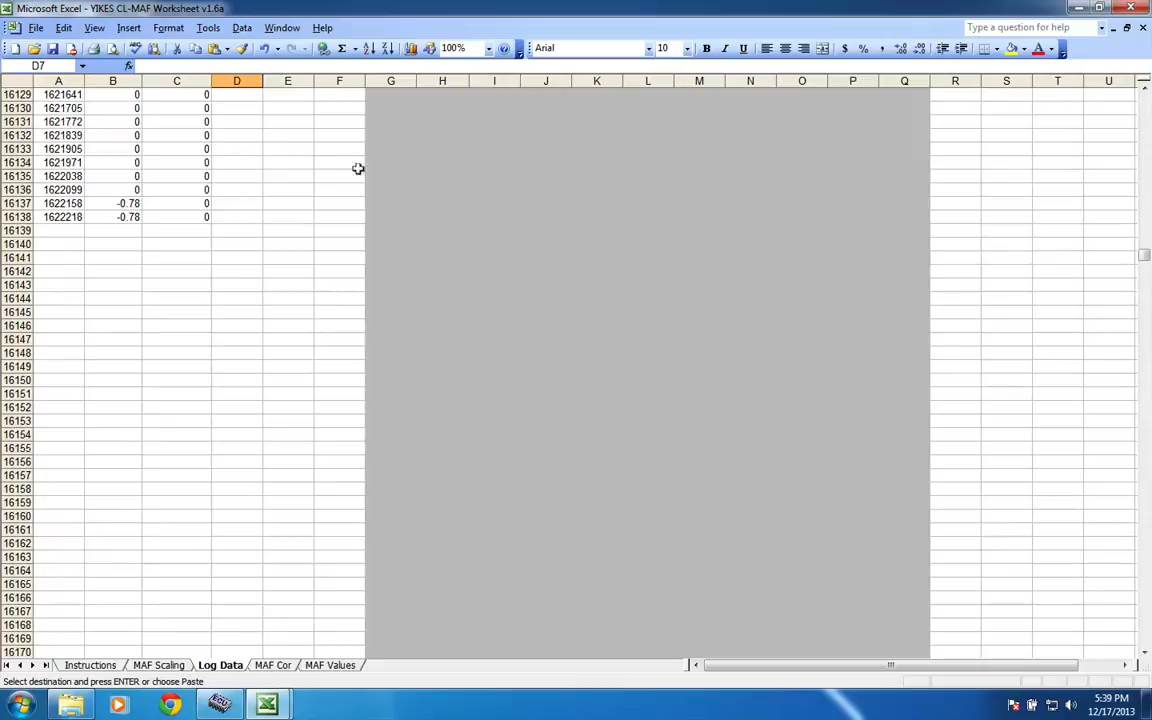 Microsoft Excel - YIKES CL-MAF Worksheet v1.6a
File Edit View Insert Format Tools Data Window Help
Type a question for help
100%
Arial
10
B I U
$ % ,
D7
fx
A B C D E F G H I J K L M N O P Q R S T U
16129 1621641 0 0
16130 1621705 0 0
16131 1621772 0 0
16132 1621839 0 0
16133 1621905 0 0
16134 1621971 0 0
16135 1622038 0 0
16136 1622099 0 0
16137 1622158 -0.78 0
16138 1622218 -0.78 0
16139
16140
16141
16142
16143
16144
16145
16146
16147
16148
16149
16150
16151
16152
16153
16154
16155
16156
16157
16158
16159
16160
16161
16162
16163
16164
16165
16166
16167
16168
16169
16170
Instructions MAF Scaling Log Data MAF Cor MAF Values
Select destination and press ENTER or choose Paste
5:39 PM
12/17/2013